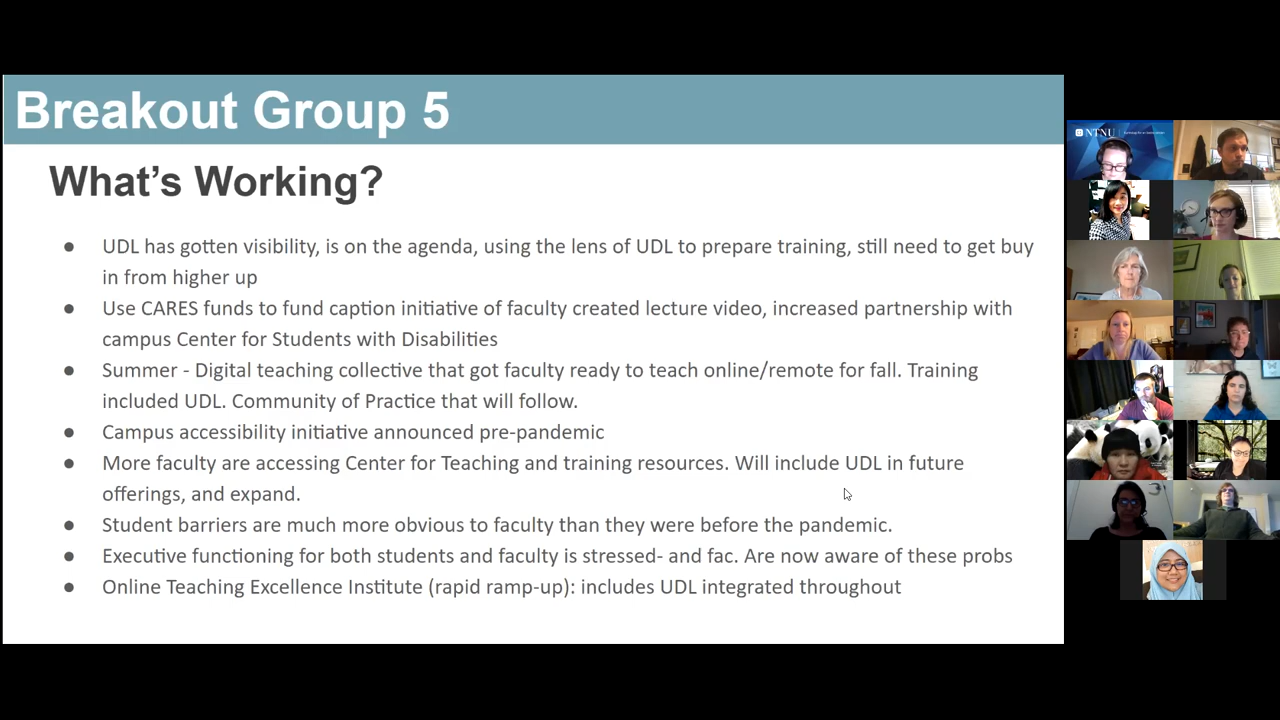 Breakout Group 5
What's Working?
● UDL has gotten visibility, is on the agenda, using the lens of UDL to prepare training, still need to get buy
in from higher up
● Use CARES funds to fund caption initiative of faculty created lecture video, increased partnership with
campus Center for Students with Disabilities
● Summer - Digital teaching collective that got faculty ready to teach online/remote for fall. Training
included UDL. Community of Practice that will follow.
● Campus accessibility initiative announced pre-pandemic
● More faculty are accessing Center for Teaching and training resources. Will include UDL in future
offerings, and expand.
● Student barriers are much more obvious to faculty than they were before the pandemic.
● Executive functioning for both students and faculty is stressed- and fac. Are now aware of these probs
● Online Teaching Excellence Institute (rapid ramp-up): includes UDL integrated throughout
NTNU